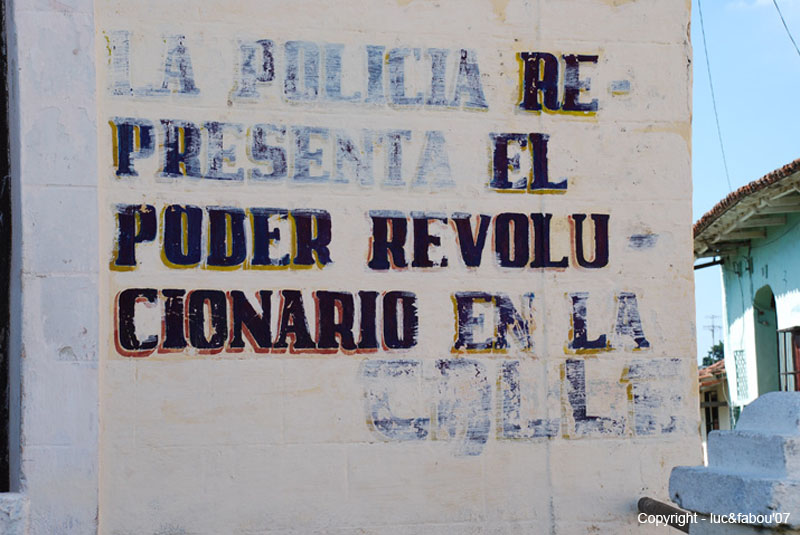 LA POLICIA RE-
PRESENTA EL
PODER REVOLU-
CIONARIO EN LA
CALLE
Copyright - luc&fabou'07